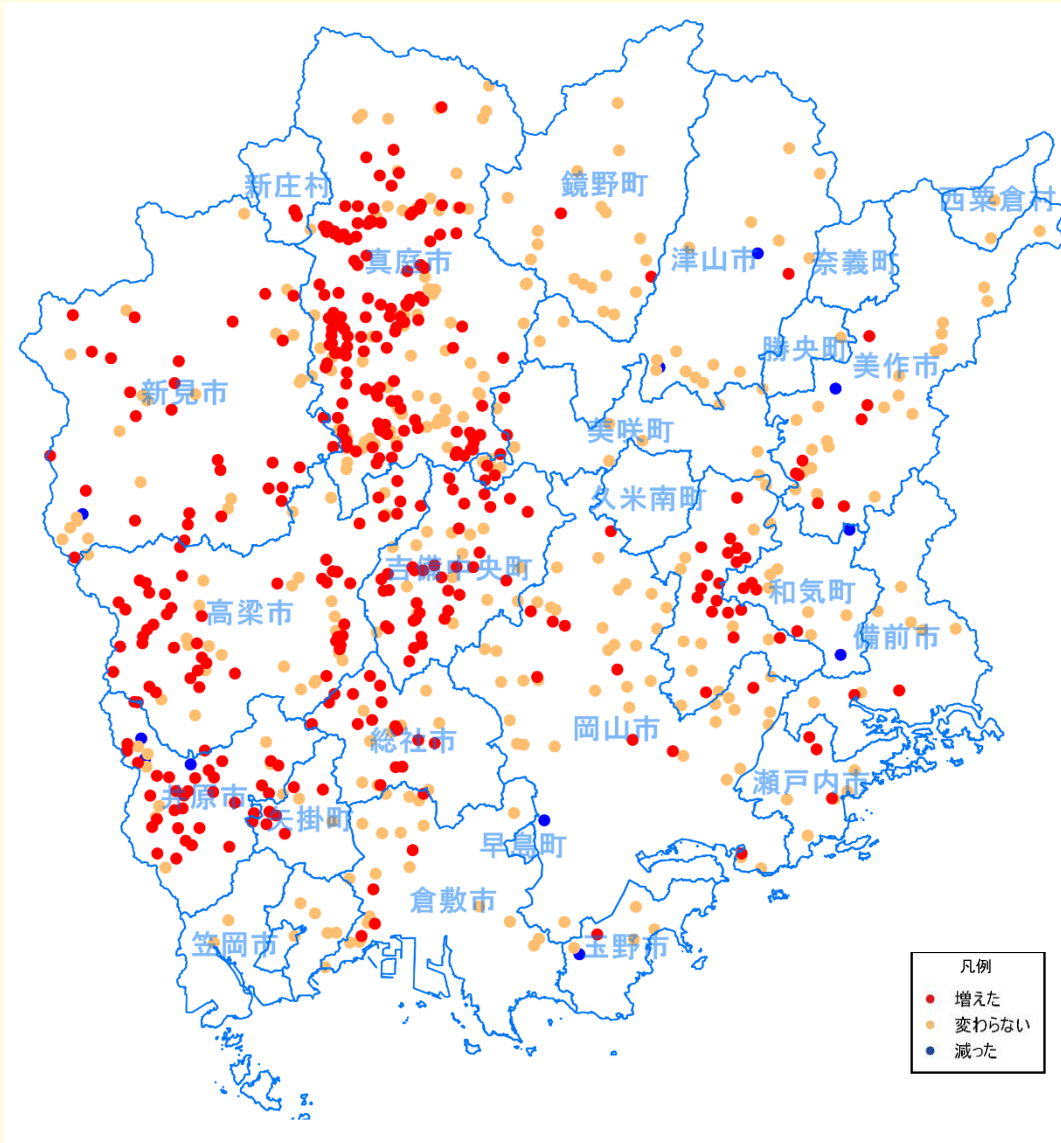 新庄村
鏡野町
西粟倉村
真庭市
津山市
奈義町
勝央町
美作市
新見市
美咲町
久米南町
吉備中央町
和気町
高梁市
備前市
岡山市
総社市
瀬戸内市
井原市
矢掛町
早島町
倉敷市
笠岡市
玉野市
凡例
増えた
変わらない
減った